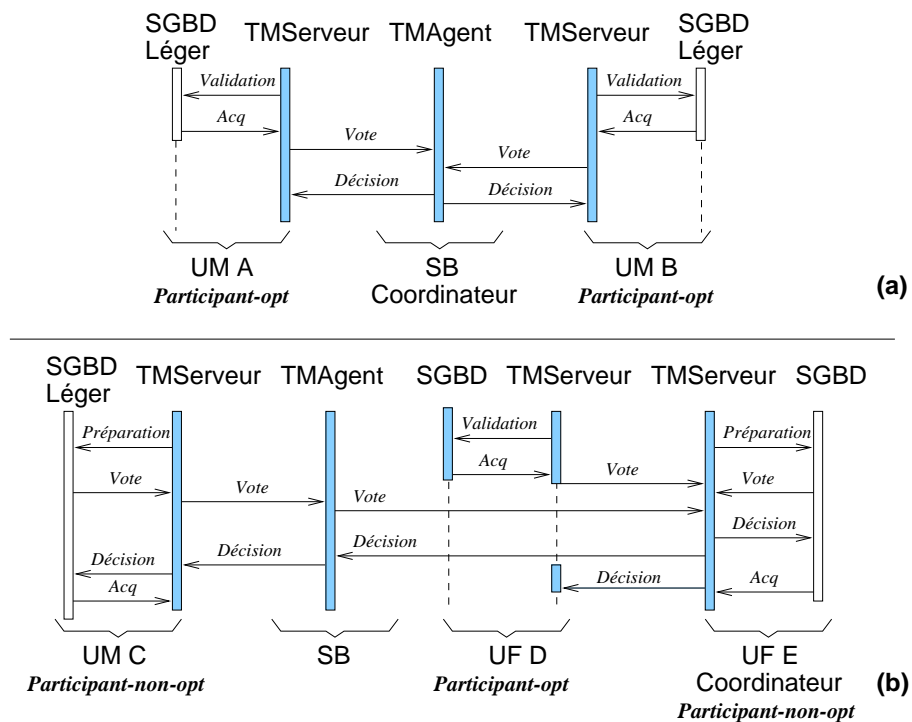 SGBD
Léger
TMServeur
TMAgent
TMServeur
SGBD
Léger
Validation
Validation
Acq
Acq
Vote
Vote
Décision
Décision
UM A
Participant-opt
SB
Coordinateur
UM B
Participant-opt
(a)
SGBD
Léger
TMServeur
TMAgent
SGBD
TMServeur
TMServeur
SGBD
Préparation
Validation
Préparation
Acq
Vote
Vote
Vote
Vote
Vote
Décision
Décision
Décision
Décision
Décision
Acq
Acq
UM C
Participant-non-opt
SB
UF D
Participant-opt
UF E
Coordinateur
Participant-non-opt
(b)